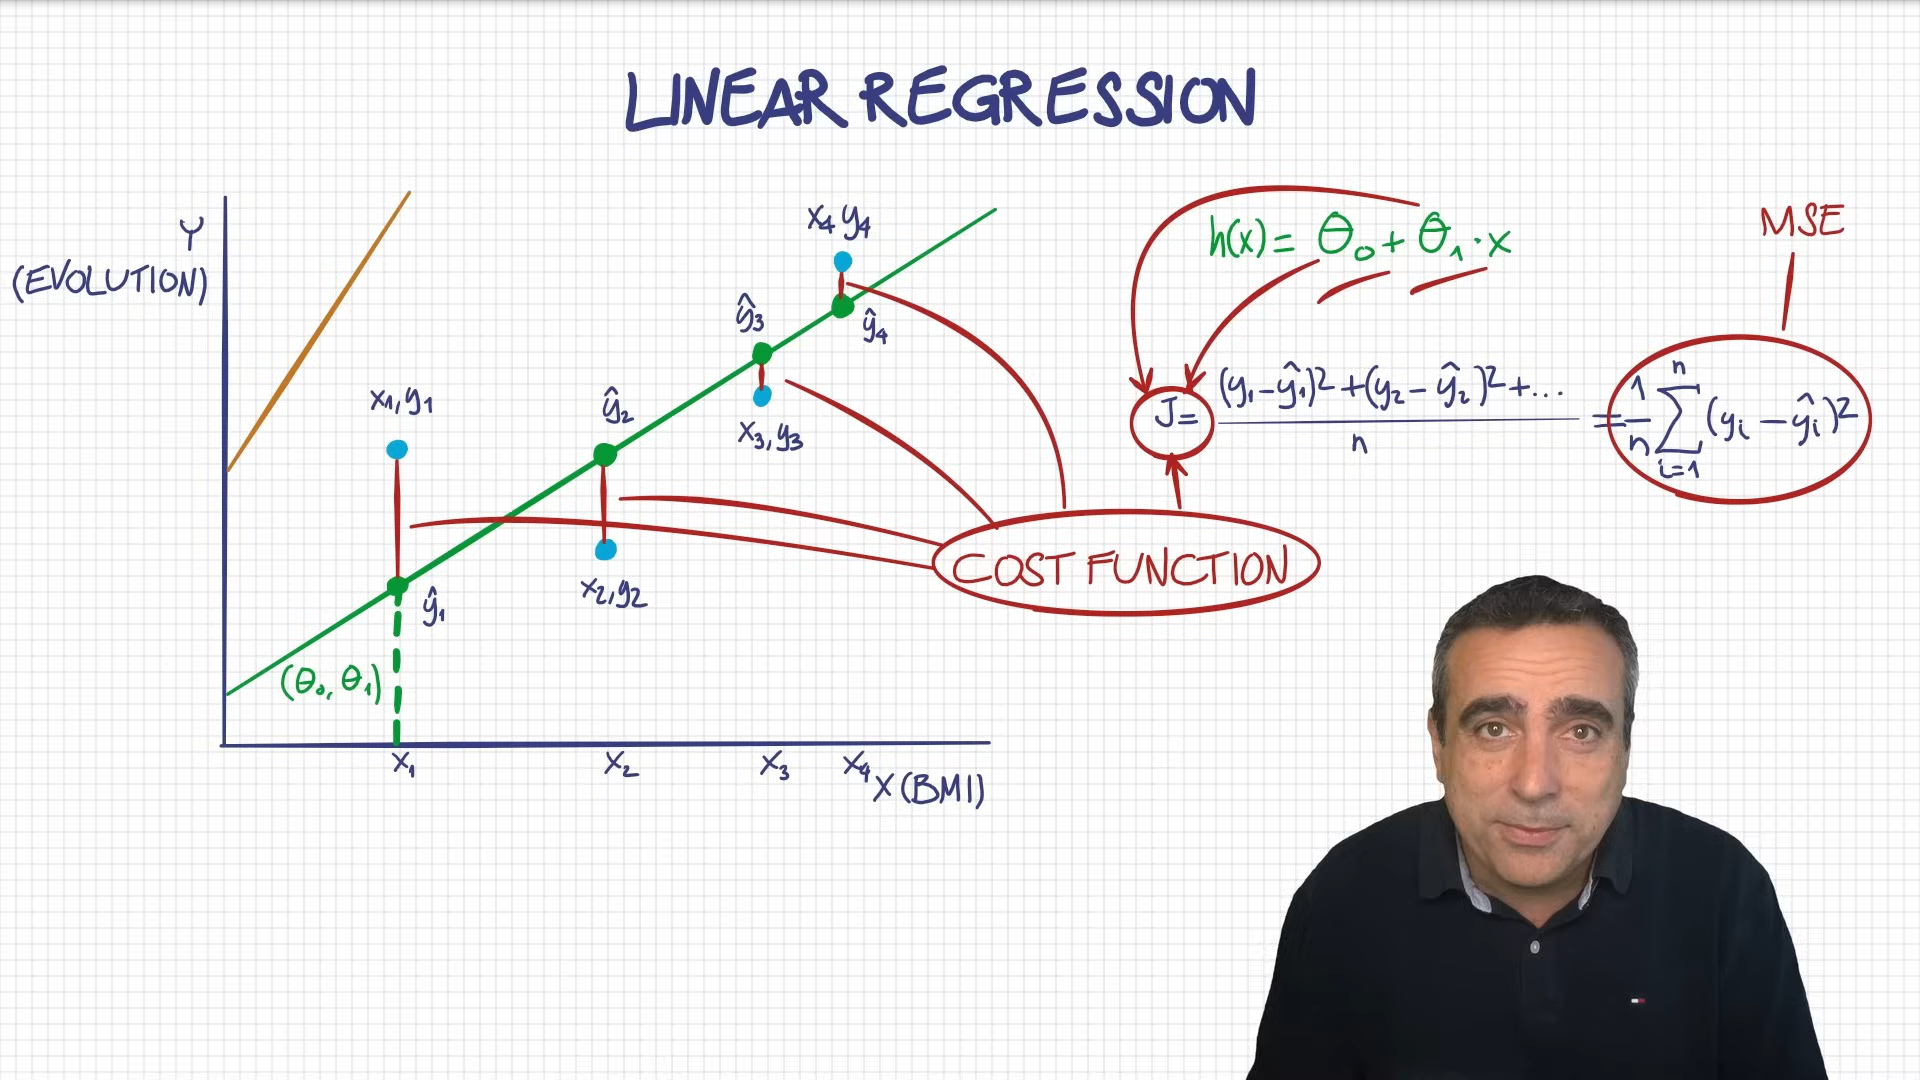 LINEAR REGRESSION
Y
(EVOLUTION)
x₄ y₄
ŷ₃
ŷ₄
x₁, y₁
ŷ₂
x₃, y₃
x₂, y₂
ŷ₁
(θ₀, θ₁)
x₁ x₂ x₃ x₄
X (BMI)
h(x) = θ₀ + θ₁ · x
MSE
J = (y₁ - ŷ₁)² + (y₂ - ŷ₂)² + ... / n = 1/n ∑ i=1 n (yᵢ - ŷᵢ)²
COST FUNCTION